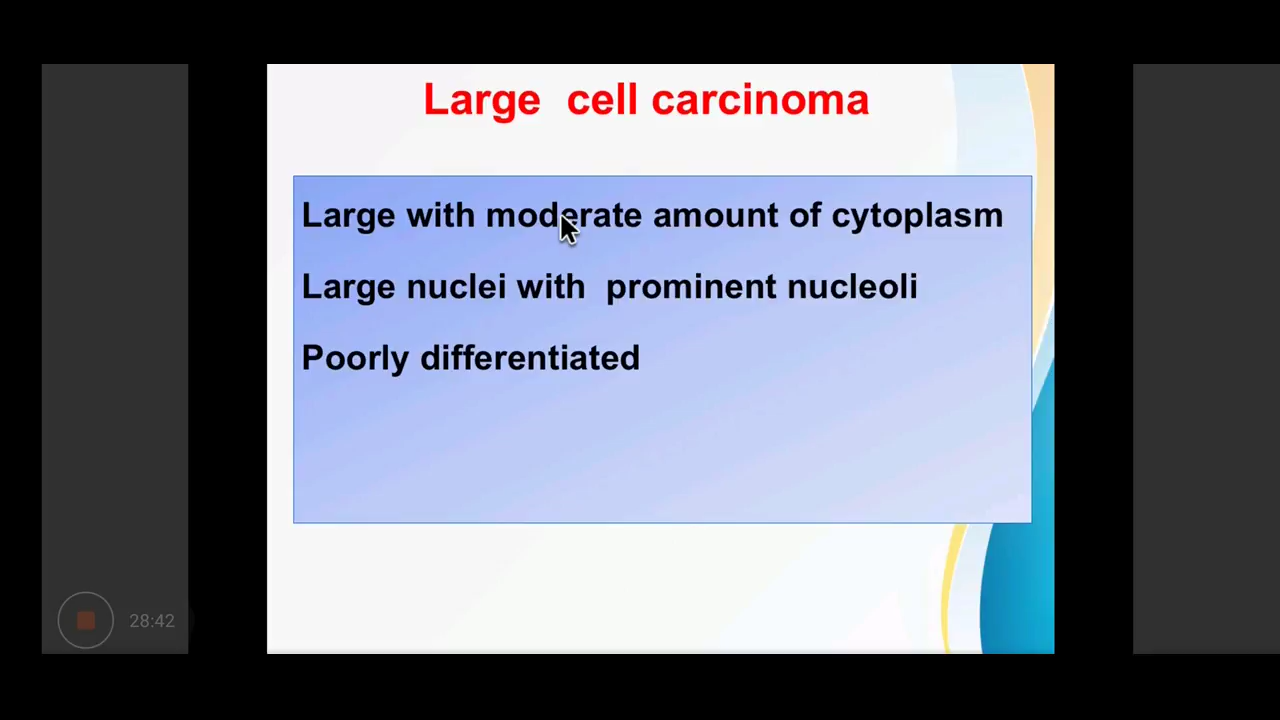 Large cell carcinoma
Large with moderate amount of cytoplasm
Large nuclei with prominent nucleoli
Poorly differentiated
28:42